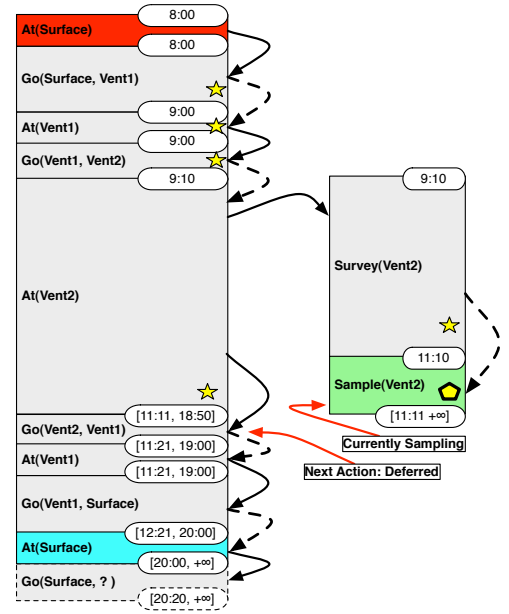 8:00
At(Surface)
8:00
Go(Surface, Vent1)
9:00
At(Vent1)
9:00
Go(Vent1, Vent2)
9:10
At(Vent2)
[11:11, 18:50]
Go(Vent2, Vent1)
[11:21, 19:00]
At(Vent1)
[11:21, 19:00]
Go(Vent1, Surface)
[12:21, 20:00]
At(Surface)
[20:00, +∞]
Go(Surface, ? )
[20:20, +∞]
9:10
Survey(Vent2)
11:10
Sample(Vent2)
[11:11 +∞]
Currently Sampling
Next Action: Deferred